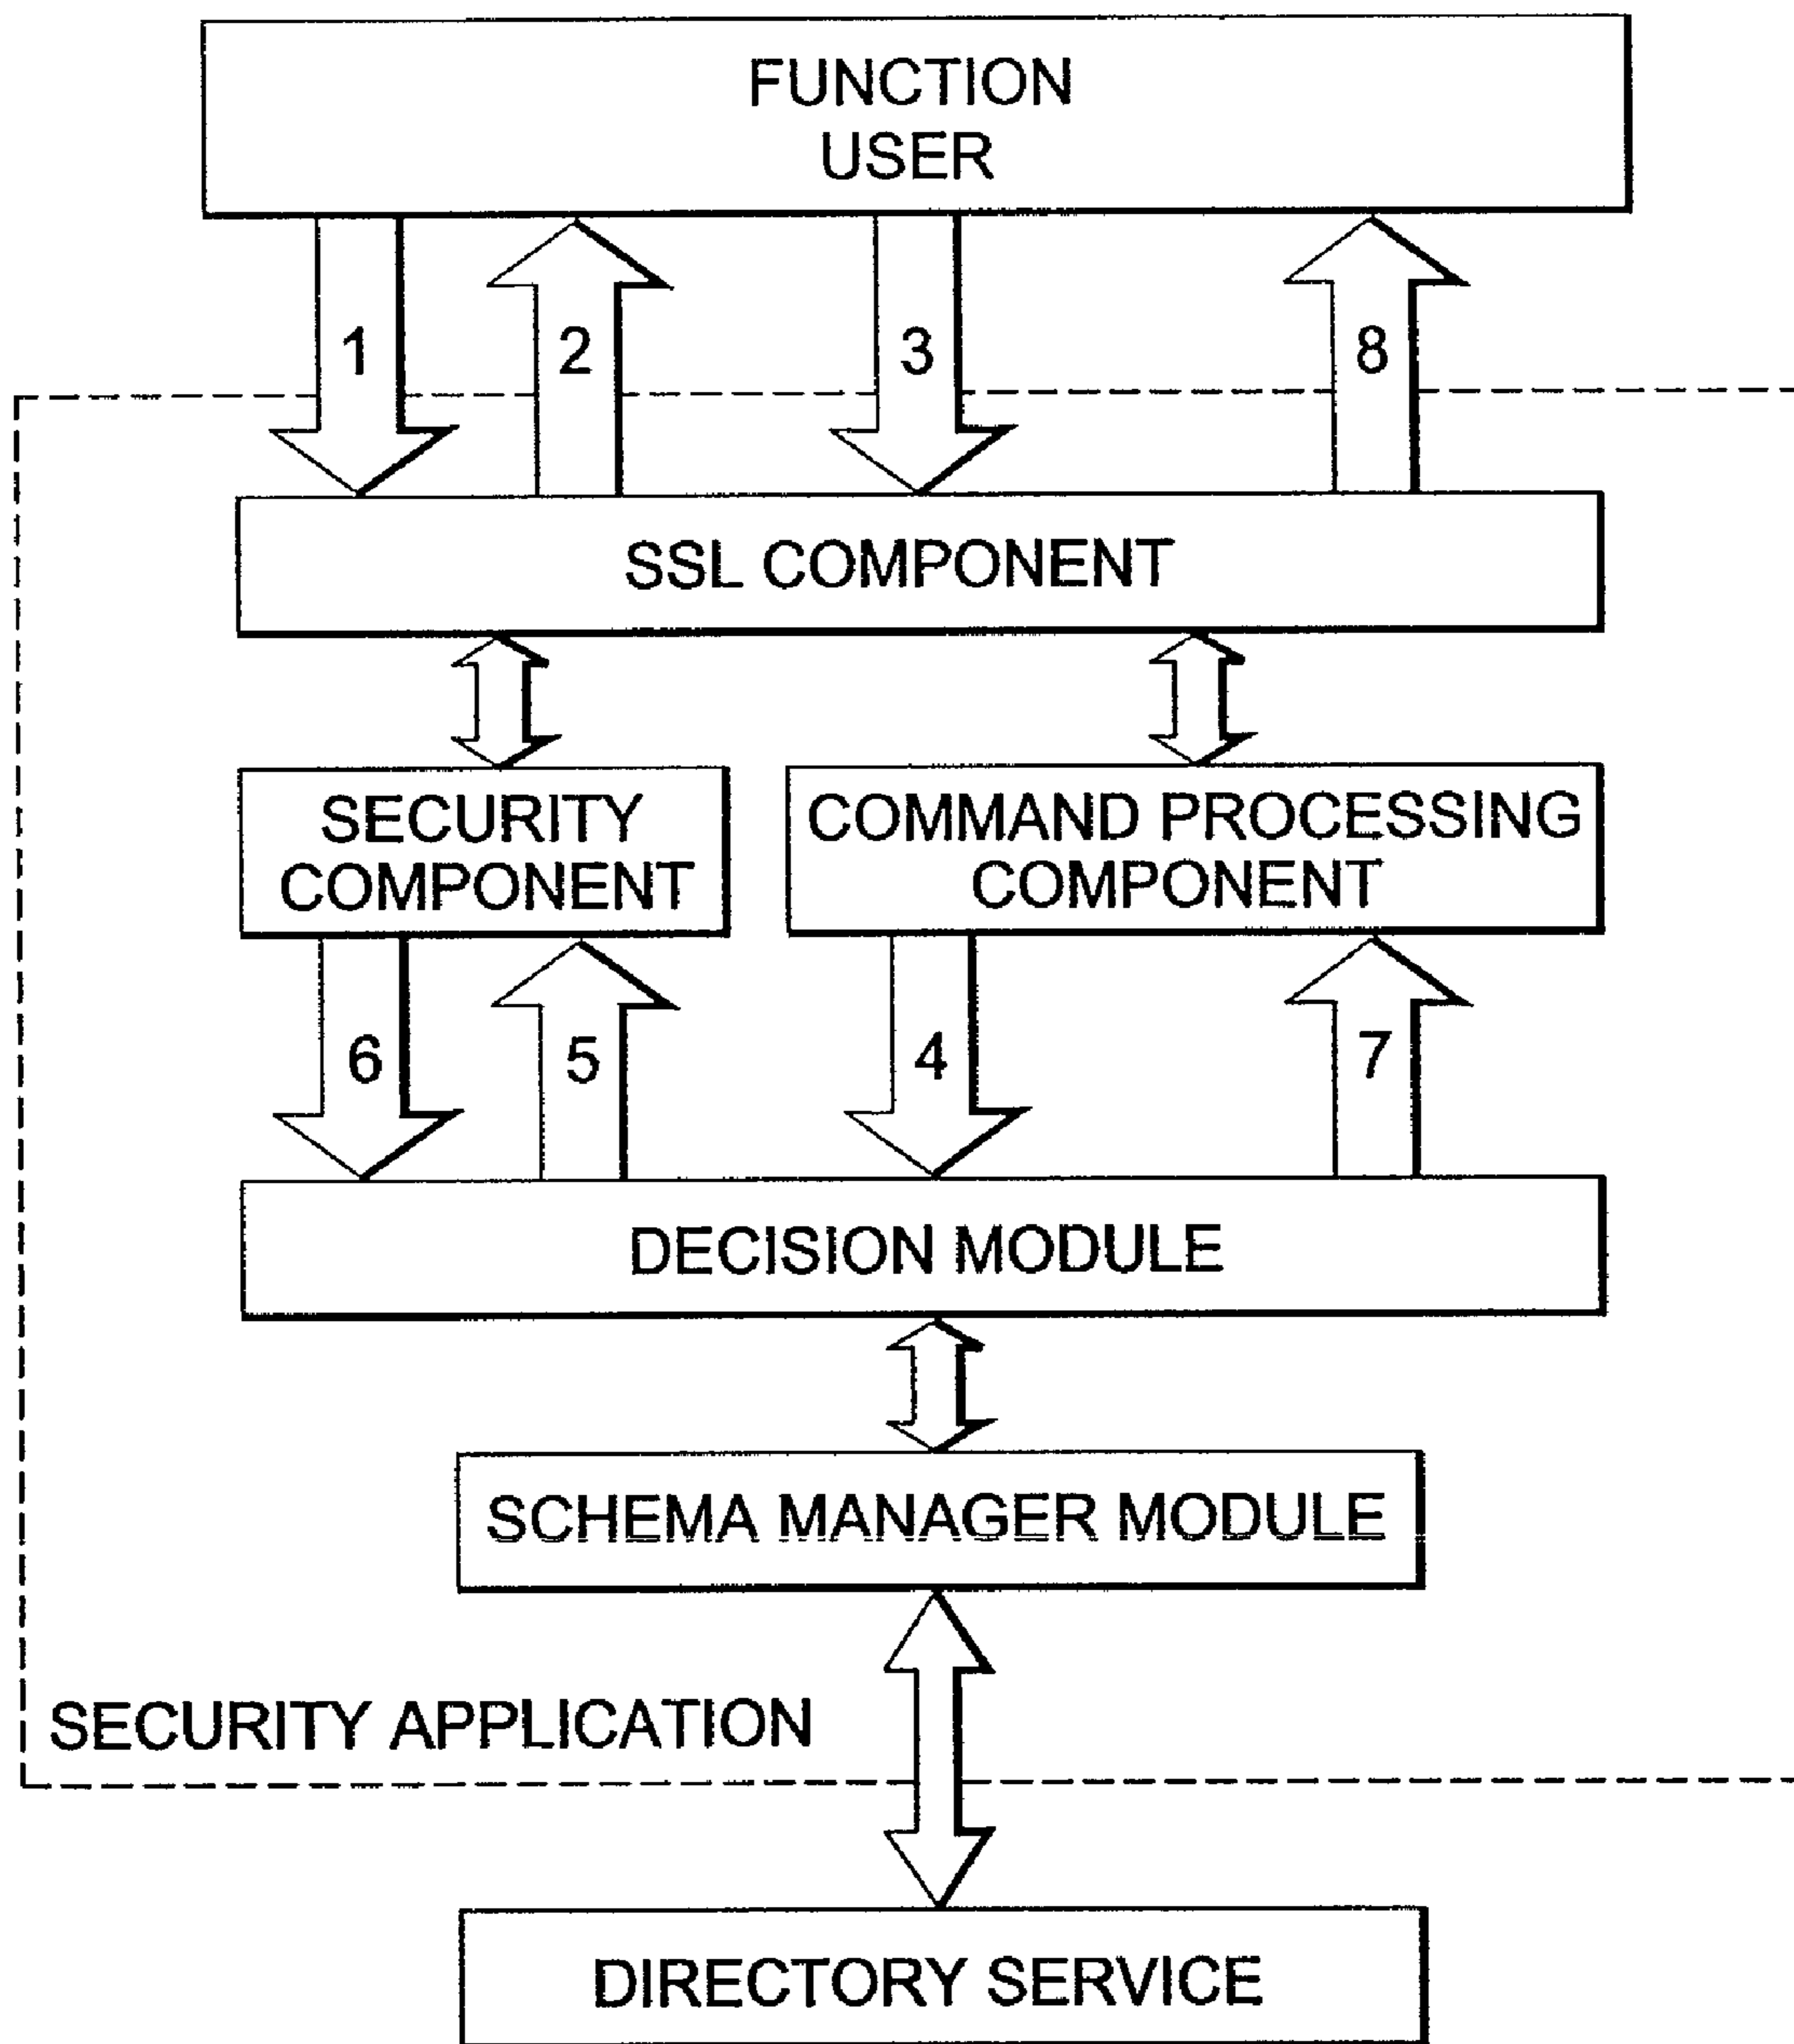 FUNCTION
USER
1 2 3 8
SSL COMPONENT
SECURITY
COMPONENT
COMMAND PROCESSING
COMPONENT
6 5 4 7
DECISION MODULE
SCHEMA MANAGER MODULE
SECURITY APPLICATION
DIRECTORY SERVICE